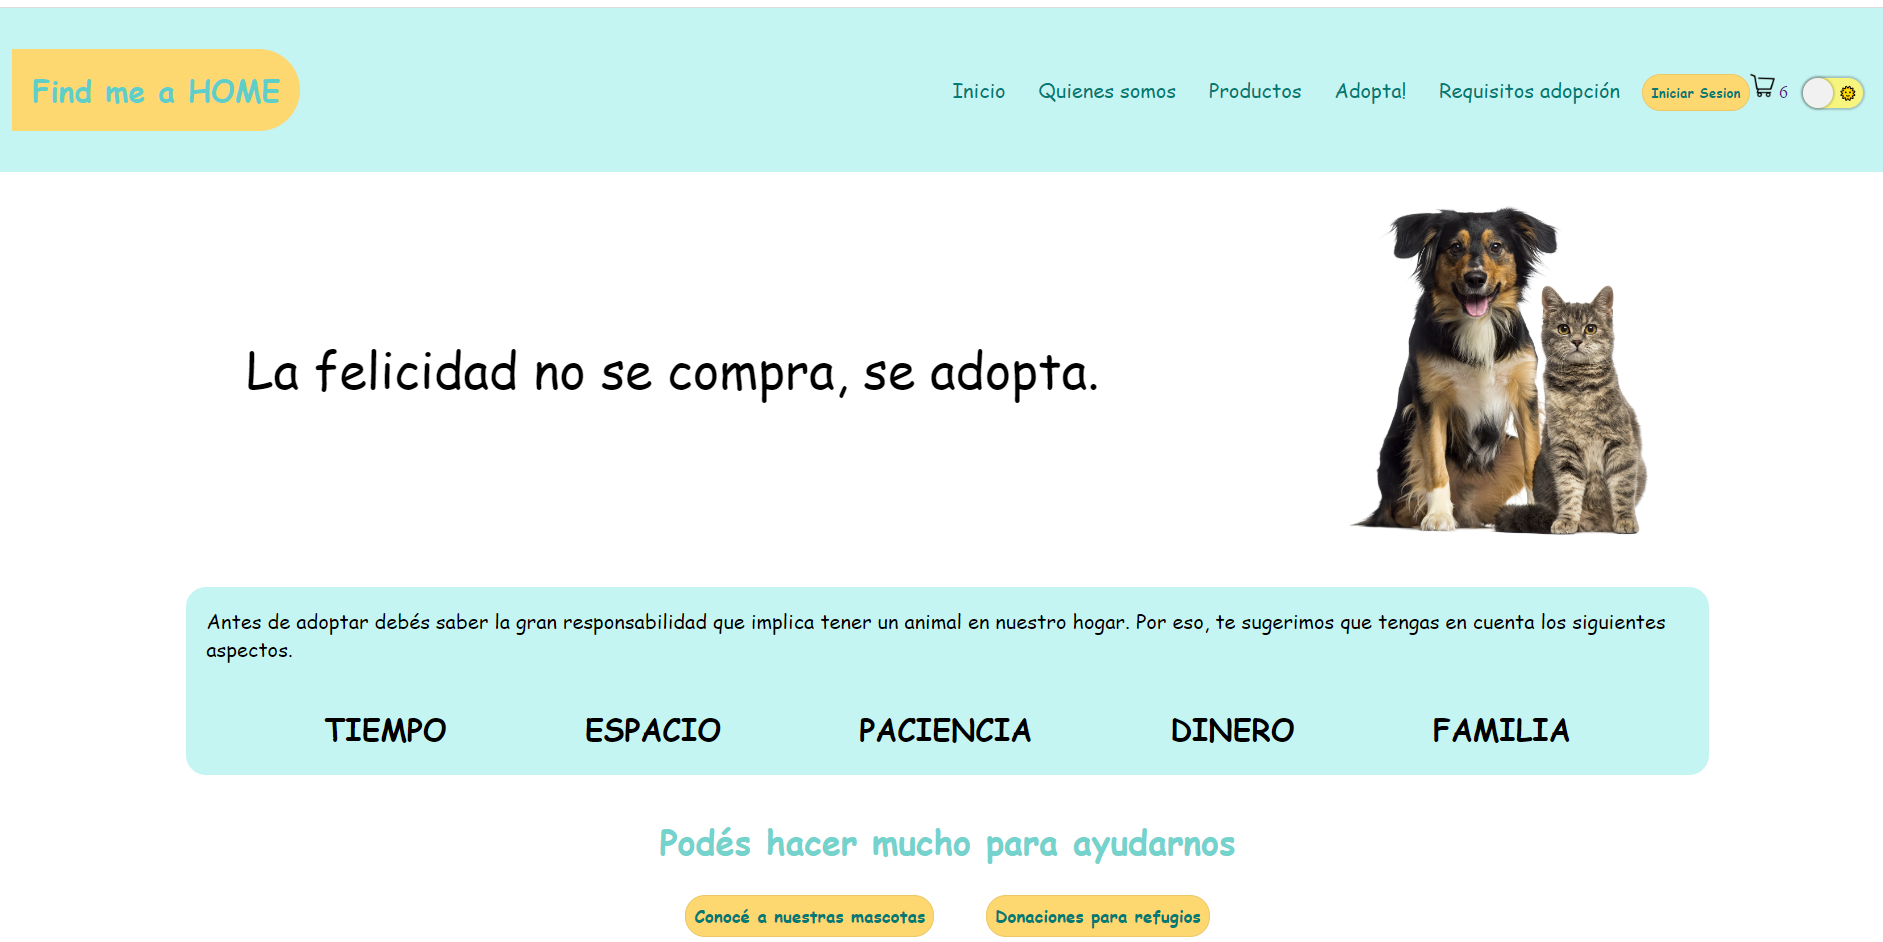 Find me a HOME
Inicio Quienes somos Productos Adopta! Requisitos adopción Iniciar Sesion 6
La felicidad no se compra, se adopta.
Antes de adoptar debés saber la gran responsabilidad que implica tener un animal en nuestro hogar. Por eso, te sugerimos que tengas en cuenta los siguientes
aspectos.
TIEMPO ESPACIO PACIENCIA DINERO FAMILIA
Podés hacer mucho para ayudarnos
Conocé a nuestras mascotas Donaciones para refugios